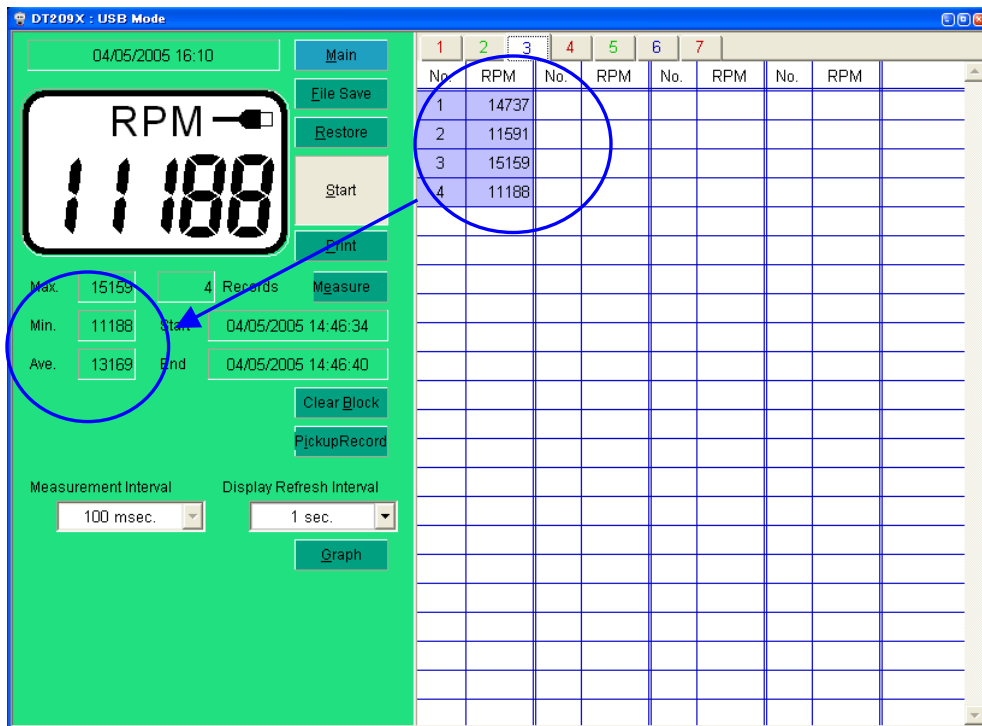 DT209X : USB Mode
04/05/2005 16:10
Main
File Save
Restore
Start
Print
RPM
11188
Max. 15159 4 Records Measure
Min. 11188 Start 04/05/2005 14:46:34
Ave. 13169 End 04/05/2005 14:46:40
Clear Block
PickupRecord
Measurement Interval Display Refresh Interval
100 msec. 1 sec.
Graph
1 2 3 4 5 6 7
No. RPM No. RPM No. RPM No. RPM
1 14737
2 11591
3 15159
4 11188